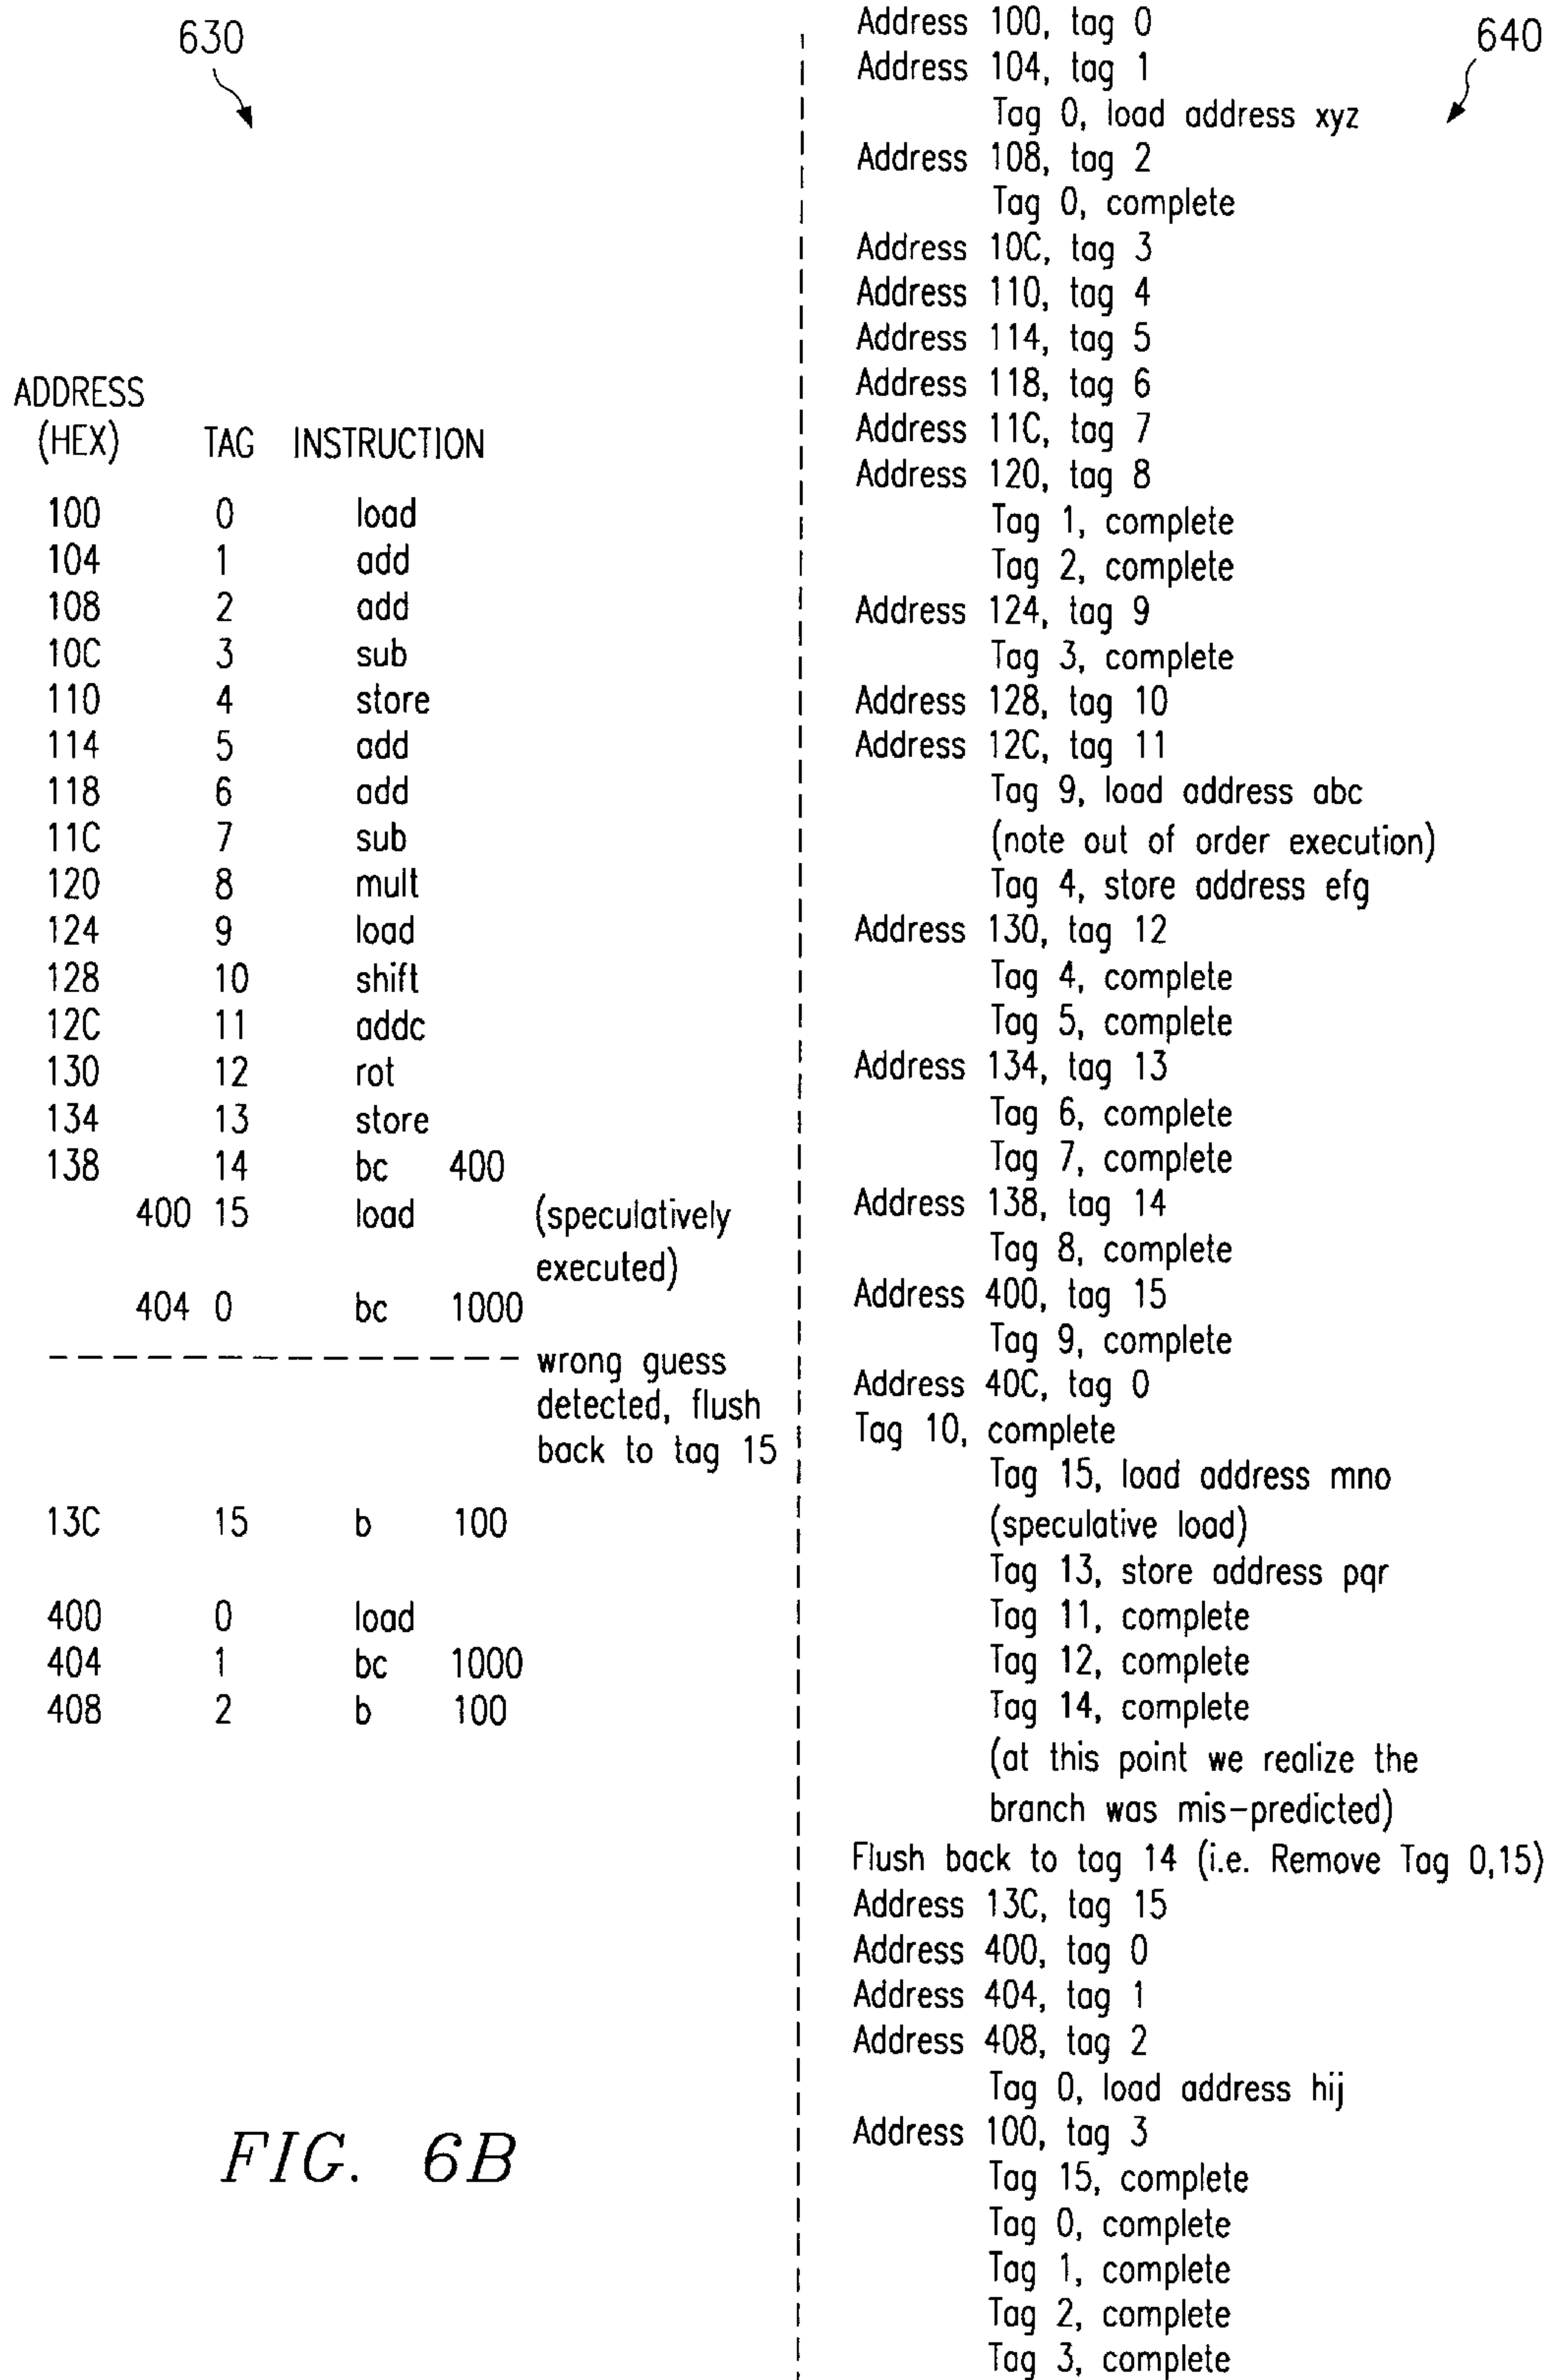 630
ADDRESS
(HEX) TAG INSTRUCTION
100 0 load
104 1 add
108 2 add
10C 3 sub
110 4 store
114 5 add
118 6 add
11C 7 sub
120 8 mult
124 9 load
128 10 shift
12C 11 addc
130 12 rot
134 13 store
138 14 bc 400
400 15 load (speculatively
executed)
404 0 bc 1000
wrong guess
detected, flush
back to tag 15
13C 15 b 100
400 0 load
404 1 bc 1000
408 2 b 100
FIG. 6B
640
Address 100, tag 0
Address 104, tag 1
Tag 0, load address xyz
Address 108, tag 2
Tag 0, complete
Address 10C, tag 3
Address 110, tag 4
Address 114, tag 5
Address 118, tag 6
Address 11C, tag 7
Address 120, tag 8
Tag 1, complete
Tag 2, complete
Address 124, tag 9
Tag 3, complete
Address 128, tag 10
Address 12C, tag 11
Tag 9, load address abc
(note out of order execution)
Tag 4, store address efg
Address 130, tag 12
Tag 4, complete
Tag 5, complete
Address 134, tag 13
Tag 6, complete
Tag 7, complete
Address 138, tag 14
Tag 8, complete
Address 400, tag 15
Tag 9, complete
Address 40C, tag 0
Tag 10, complete
Tag 15, load address mno
(speculative load)
Tag 13, store address pqr
Tag 11, complete
Tag 12, complete
Tag 14, complete
(at this point we realize the
branch was mis-predicted)
Flush back to tag 14 (i.e. Remove Tag 0,15)
Address 13C, tag 15
Address 400, tag 0
Address 404, tag 1
Address 408, tag 2
Tag 0, load address hij
Address 100, tag 3
Tag 15, complete
Tag 0, complete
Tag 1, complete
Tag 2, complete
Tag 3, complete